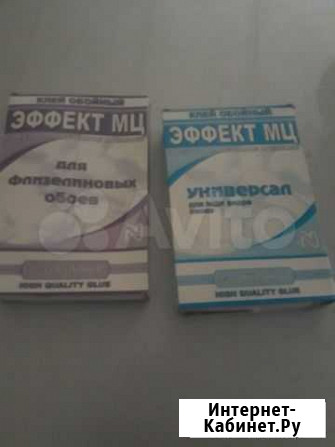 КЛЕЙ ОБОЙНЫЙ
ЭФФЕКТ МЦ
для
флизелиновых
обоев
HIGH QUALITY GLUE
КЛЕЙ ОБОЙНЫЙ
ЭФФЕКТ МЦ
УНИВЕРСАЛ
для всех видов
обоев
HIGH QUALITY GLUE
Avito
Интернет-
Кабинет.Ру